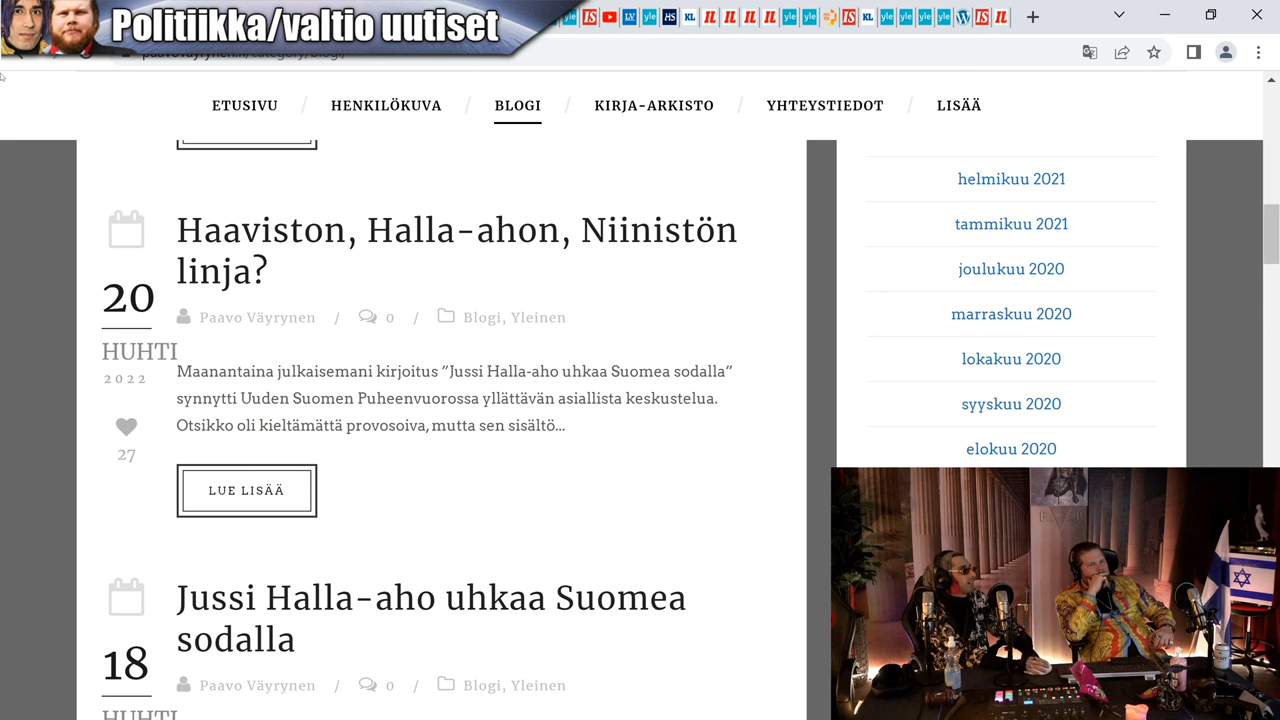 Politiikka/valtio uutiset
ETUSIVU / HENKILÖKUVA / BLOGI / KIRJA-ARKISTO / YHTEYSTIEDOT / LISÄÄ
Haaviston, Halla-ahon, Niinistön
linja?
20
HUHTI
2022
27
Paavo Väyrynen / 0 / Blogi, Yleinen
Maanantaina julkaisemani kirjoitus ”Jussi Halla-aho uhkaa Suomea sodalla”
synnytti Uuden Suomen Puheenvuorossa yllättävän asiallista keskustelua.
Otsikko oli kieltämättä provosoiva, mutta sen sisältö...
LUE LISÄÄ
Jussi Halla-aho uhkaa Suomea
sodalla
18
HUHTI
Paavo Väyrynen / 0 / Blogi, Yleinen
helmikuu 2021
tammikuu 2021
joulukuu 2020
marraskuu 2020
lokakuu 2020
syyskuu 2020
elokuu 2020